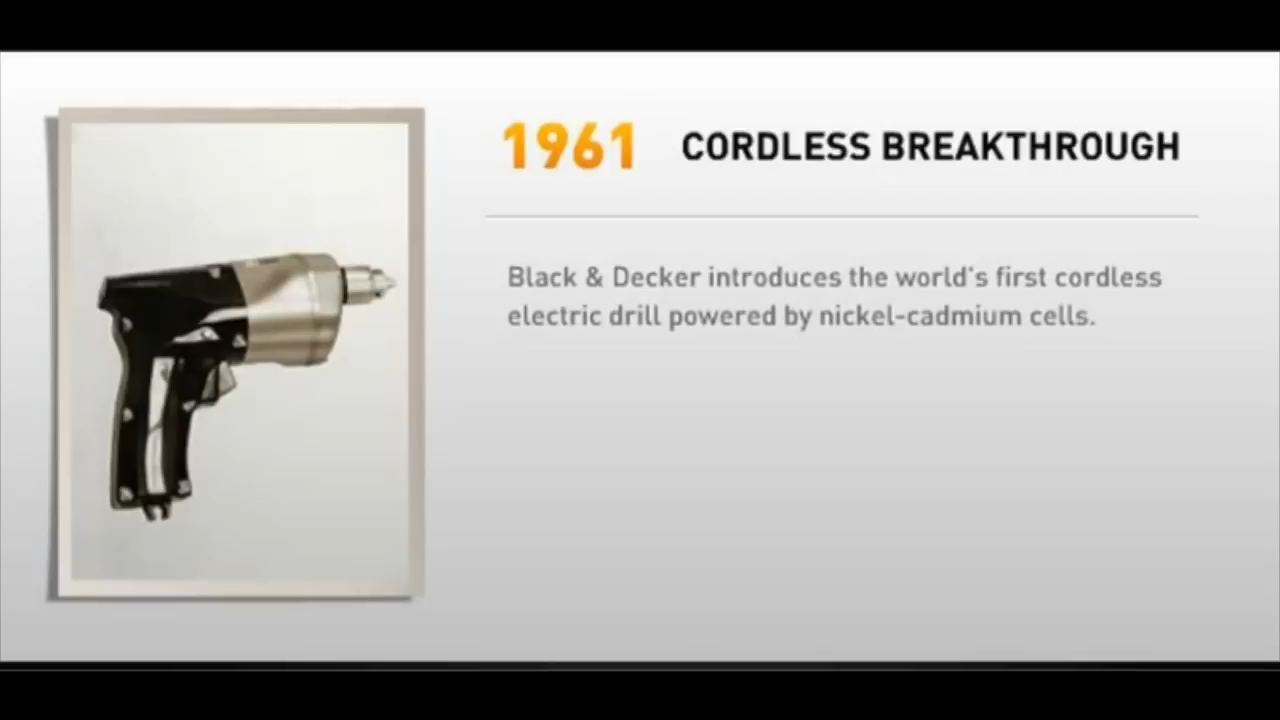 1961 CORDLESS BREAKTHROUGH
Black & Decker introduces the world's first cordless
electric drill powered by nickel-cadmium cells.